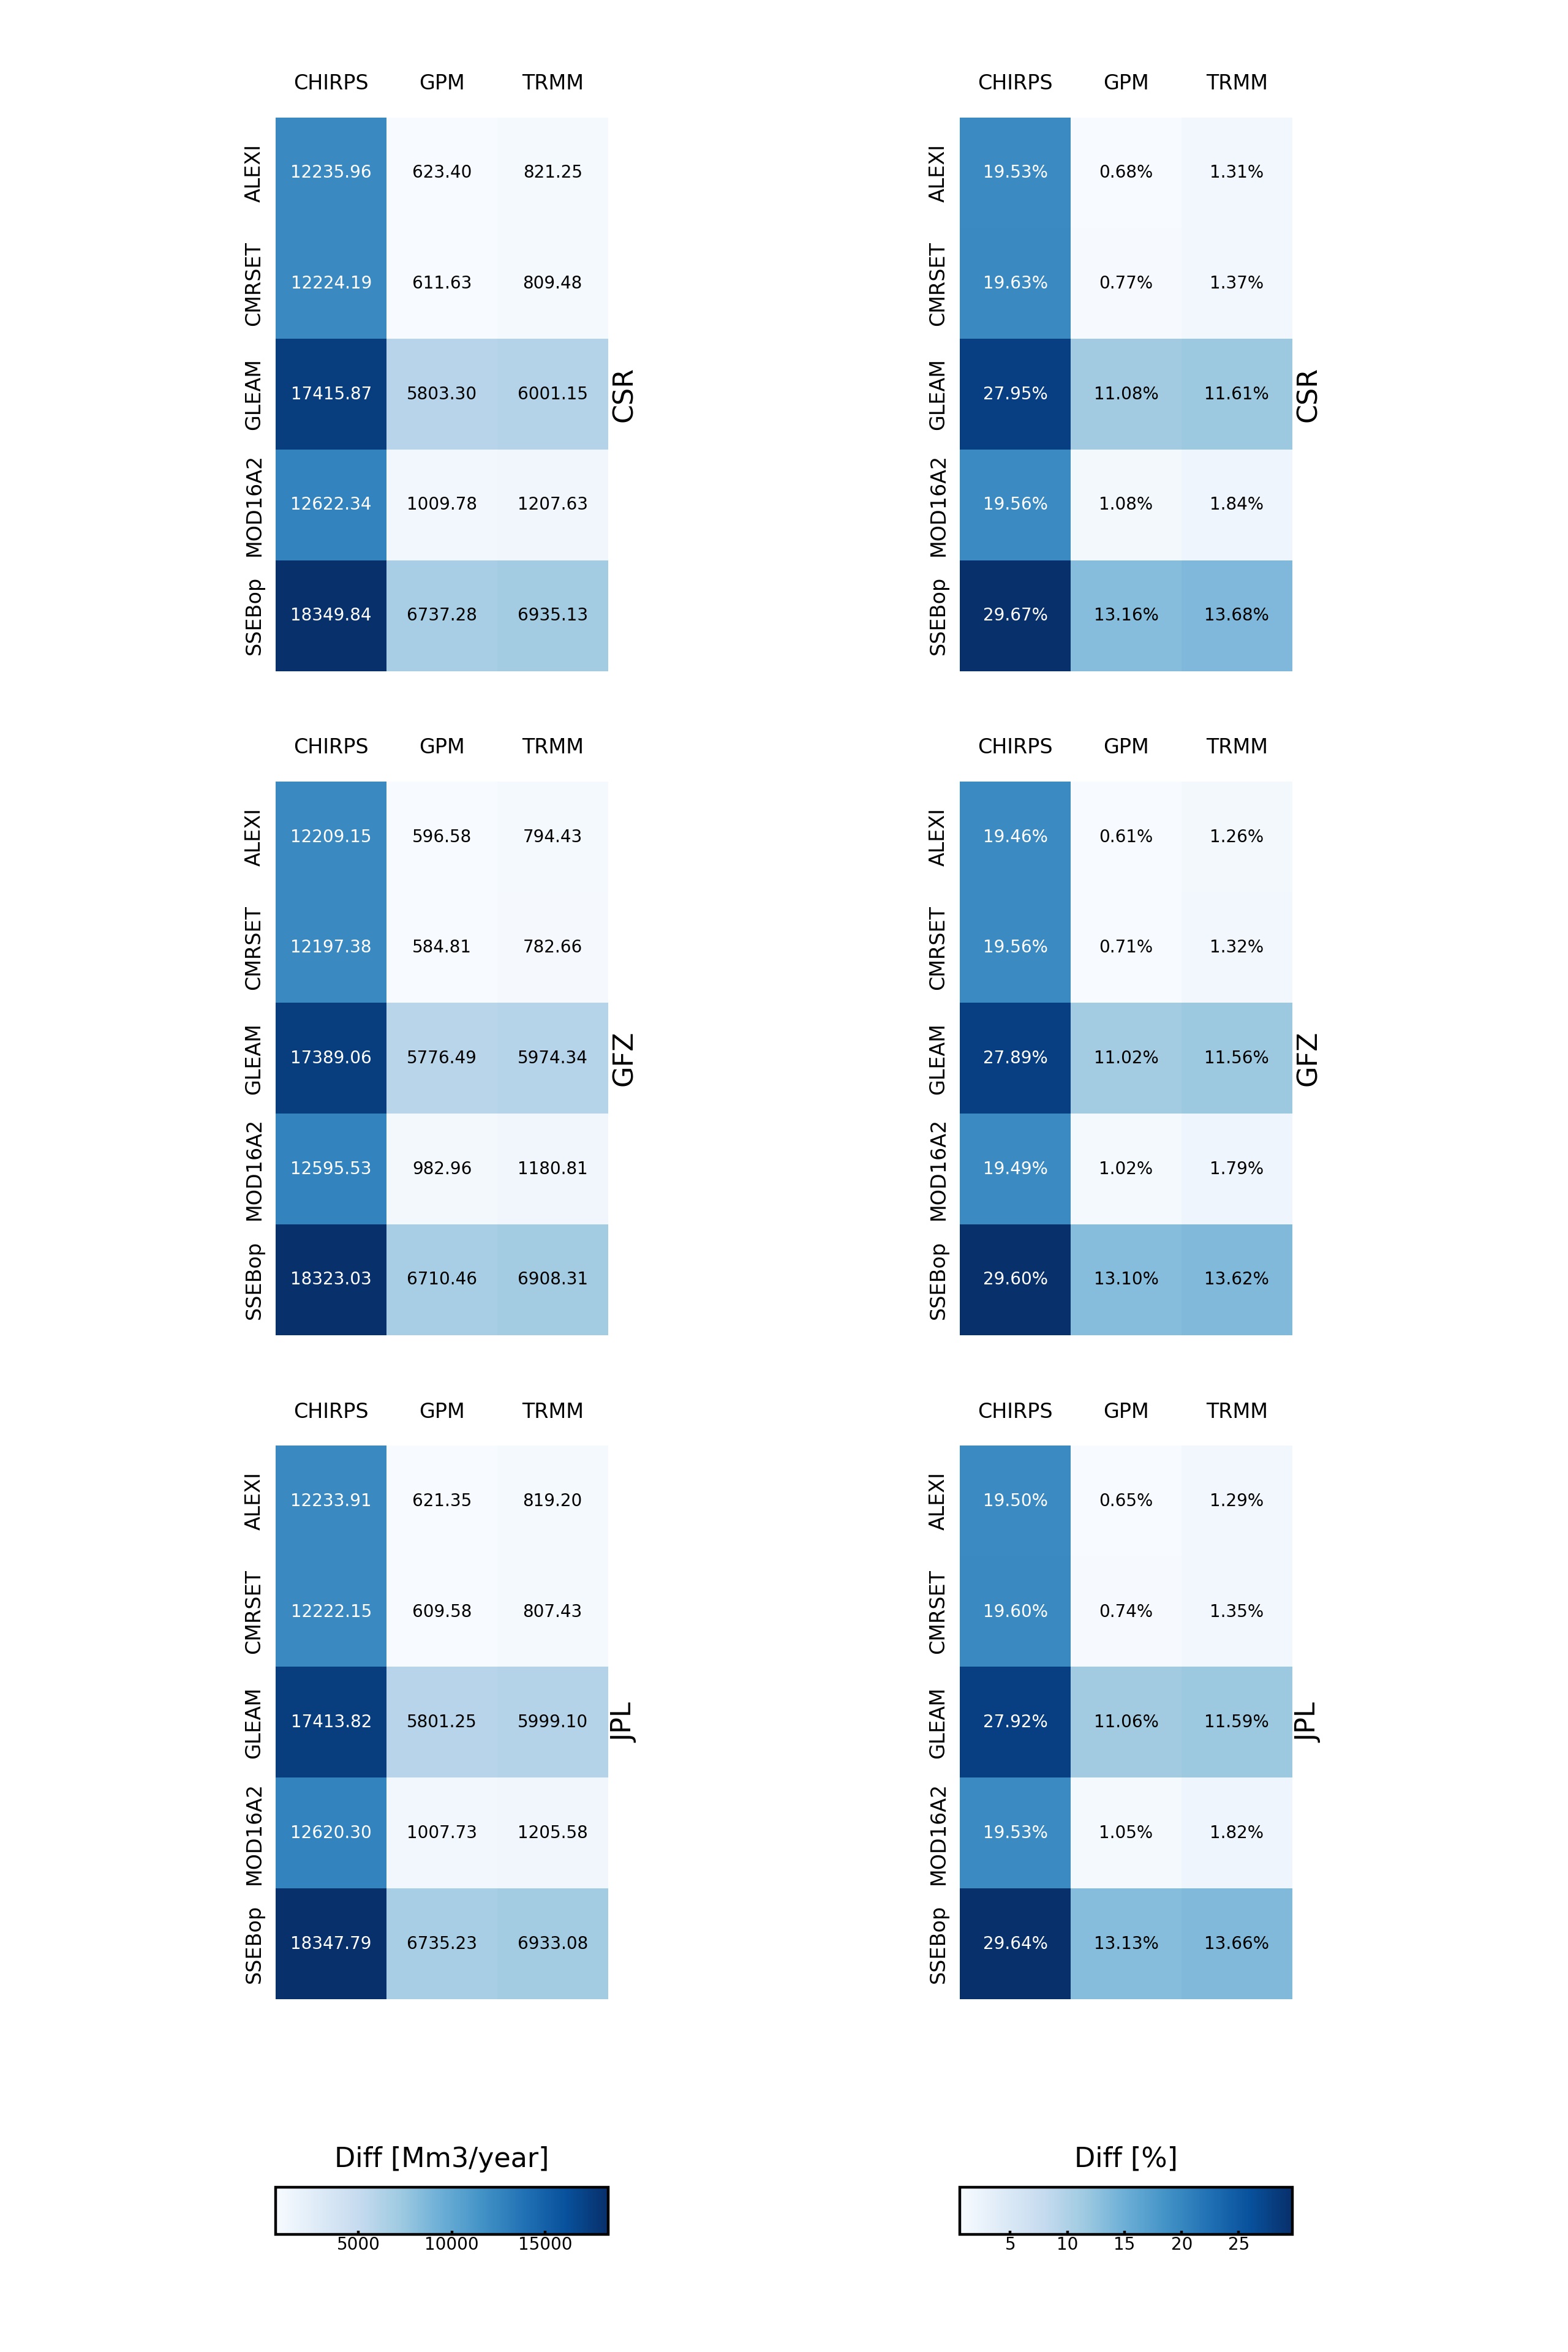 CHIRPS GPM TRMM
ALEXI 12235.96 623.40 821.25
CMRSET 12224.19 611.63 809.48
GLEAM 17415.87 5803.30 6001.15
MOD16A2 12622.34 1009.78 1207.63
SSEBop 18349.84 6737.28 6935.13
CSR
CHIRPS GPM TRMM
ALEXI 19.53% 0.68% 1.31%
CMRSET 19.63% 0.77% 1.37%
GLEAM 27.95% 11.08% 11.61%
MOD16A2 19.56% 1.08% 1.84%
SSEBop 29.67% 13.16% 13.68%
CSR
CHIRPS GPM TRMM
ALEXI 12209.15 596.58 794.43
CMRSET 12197.38 584.81 782.66
GLEAM 17389.06 5776.49 5974.34
MOD16A2 12595.53 982.96 1180.81
SSEBop 18323.03 6710.46 6908.31
GFZ
CHIRPS GPM TRMM
ALEXI 19.46% 0.61% 1.26%
CMRSET 19.56% 0.71% 1.32%
GLEAM 27.89% 11.02% 11.56%
MOD16A2 19.49% 1.02% 1.79%
SSEBop 29.60% 13.10% 13.62%
GFZ
CHIRPS GPM TRMM
ALEXI 12233.91 621.35 819.20
CMRSET 12222.15 609.58 807.43
GLEAM 17413.82 5801.25 5999.10
MOD16A2 12620.30 1007.73 1205.58
SSEBop 18347.79 6735.23 6933.08
JPL
CHIRPS GPM TRMM
ALEXI 19.50% 0.65% 1.29%
CMRSET 19.60% 0.74% 1.35%
GLEAM 27.92% 11.06% 11.59%
MOD16A2 19.53% 1.05% 1.82%
SSEBop 29.64% 13.13% 13.66%
JPL
Diff [Mm3/year]
5000 10000 15000
Diff [%]
5 10 15 20 25